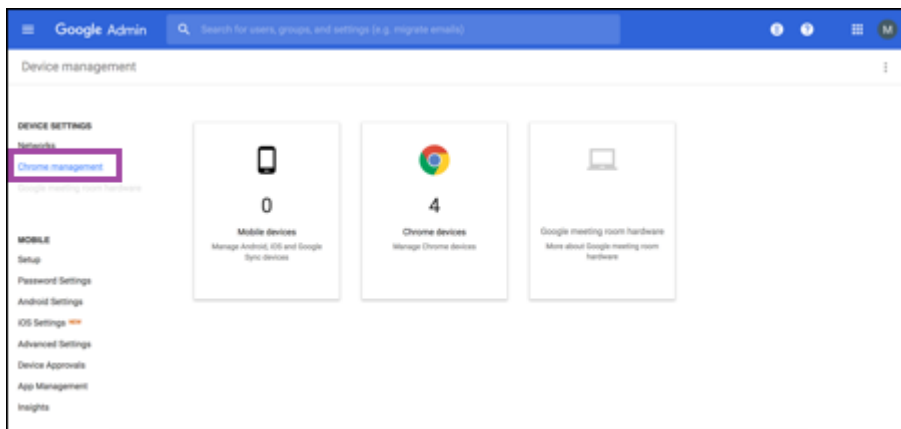 Google Admin
Search for users, groups, and settings (e.g. migrate emails)
M
Device management
DEVICE SETTINGS
Networks
Chrome management
Google meeting room hardware
MOBILE
Setup
Password Settings
Android Settings
iOS Settings NEW
Advanced Settings
Device Approvals
App Management
Insights
0
Mobile devices
Manage Android, iOS and Google
Sync devices
4
Chrome devices
Manage Chrome devices
Google meeting room hardware
More about Google meeting room
hardware